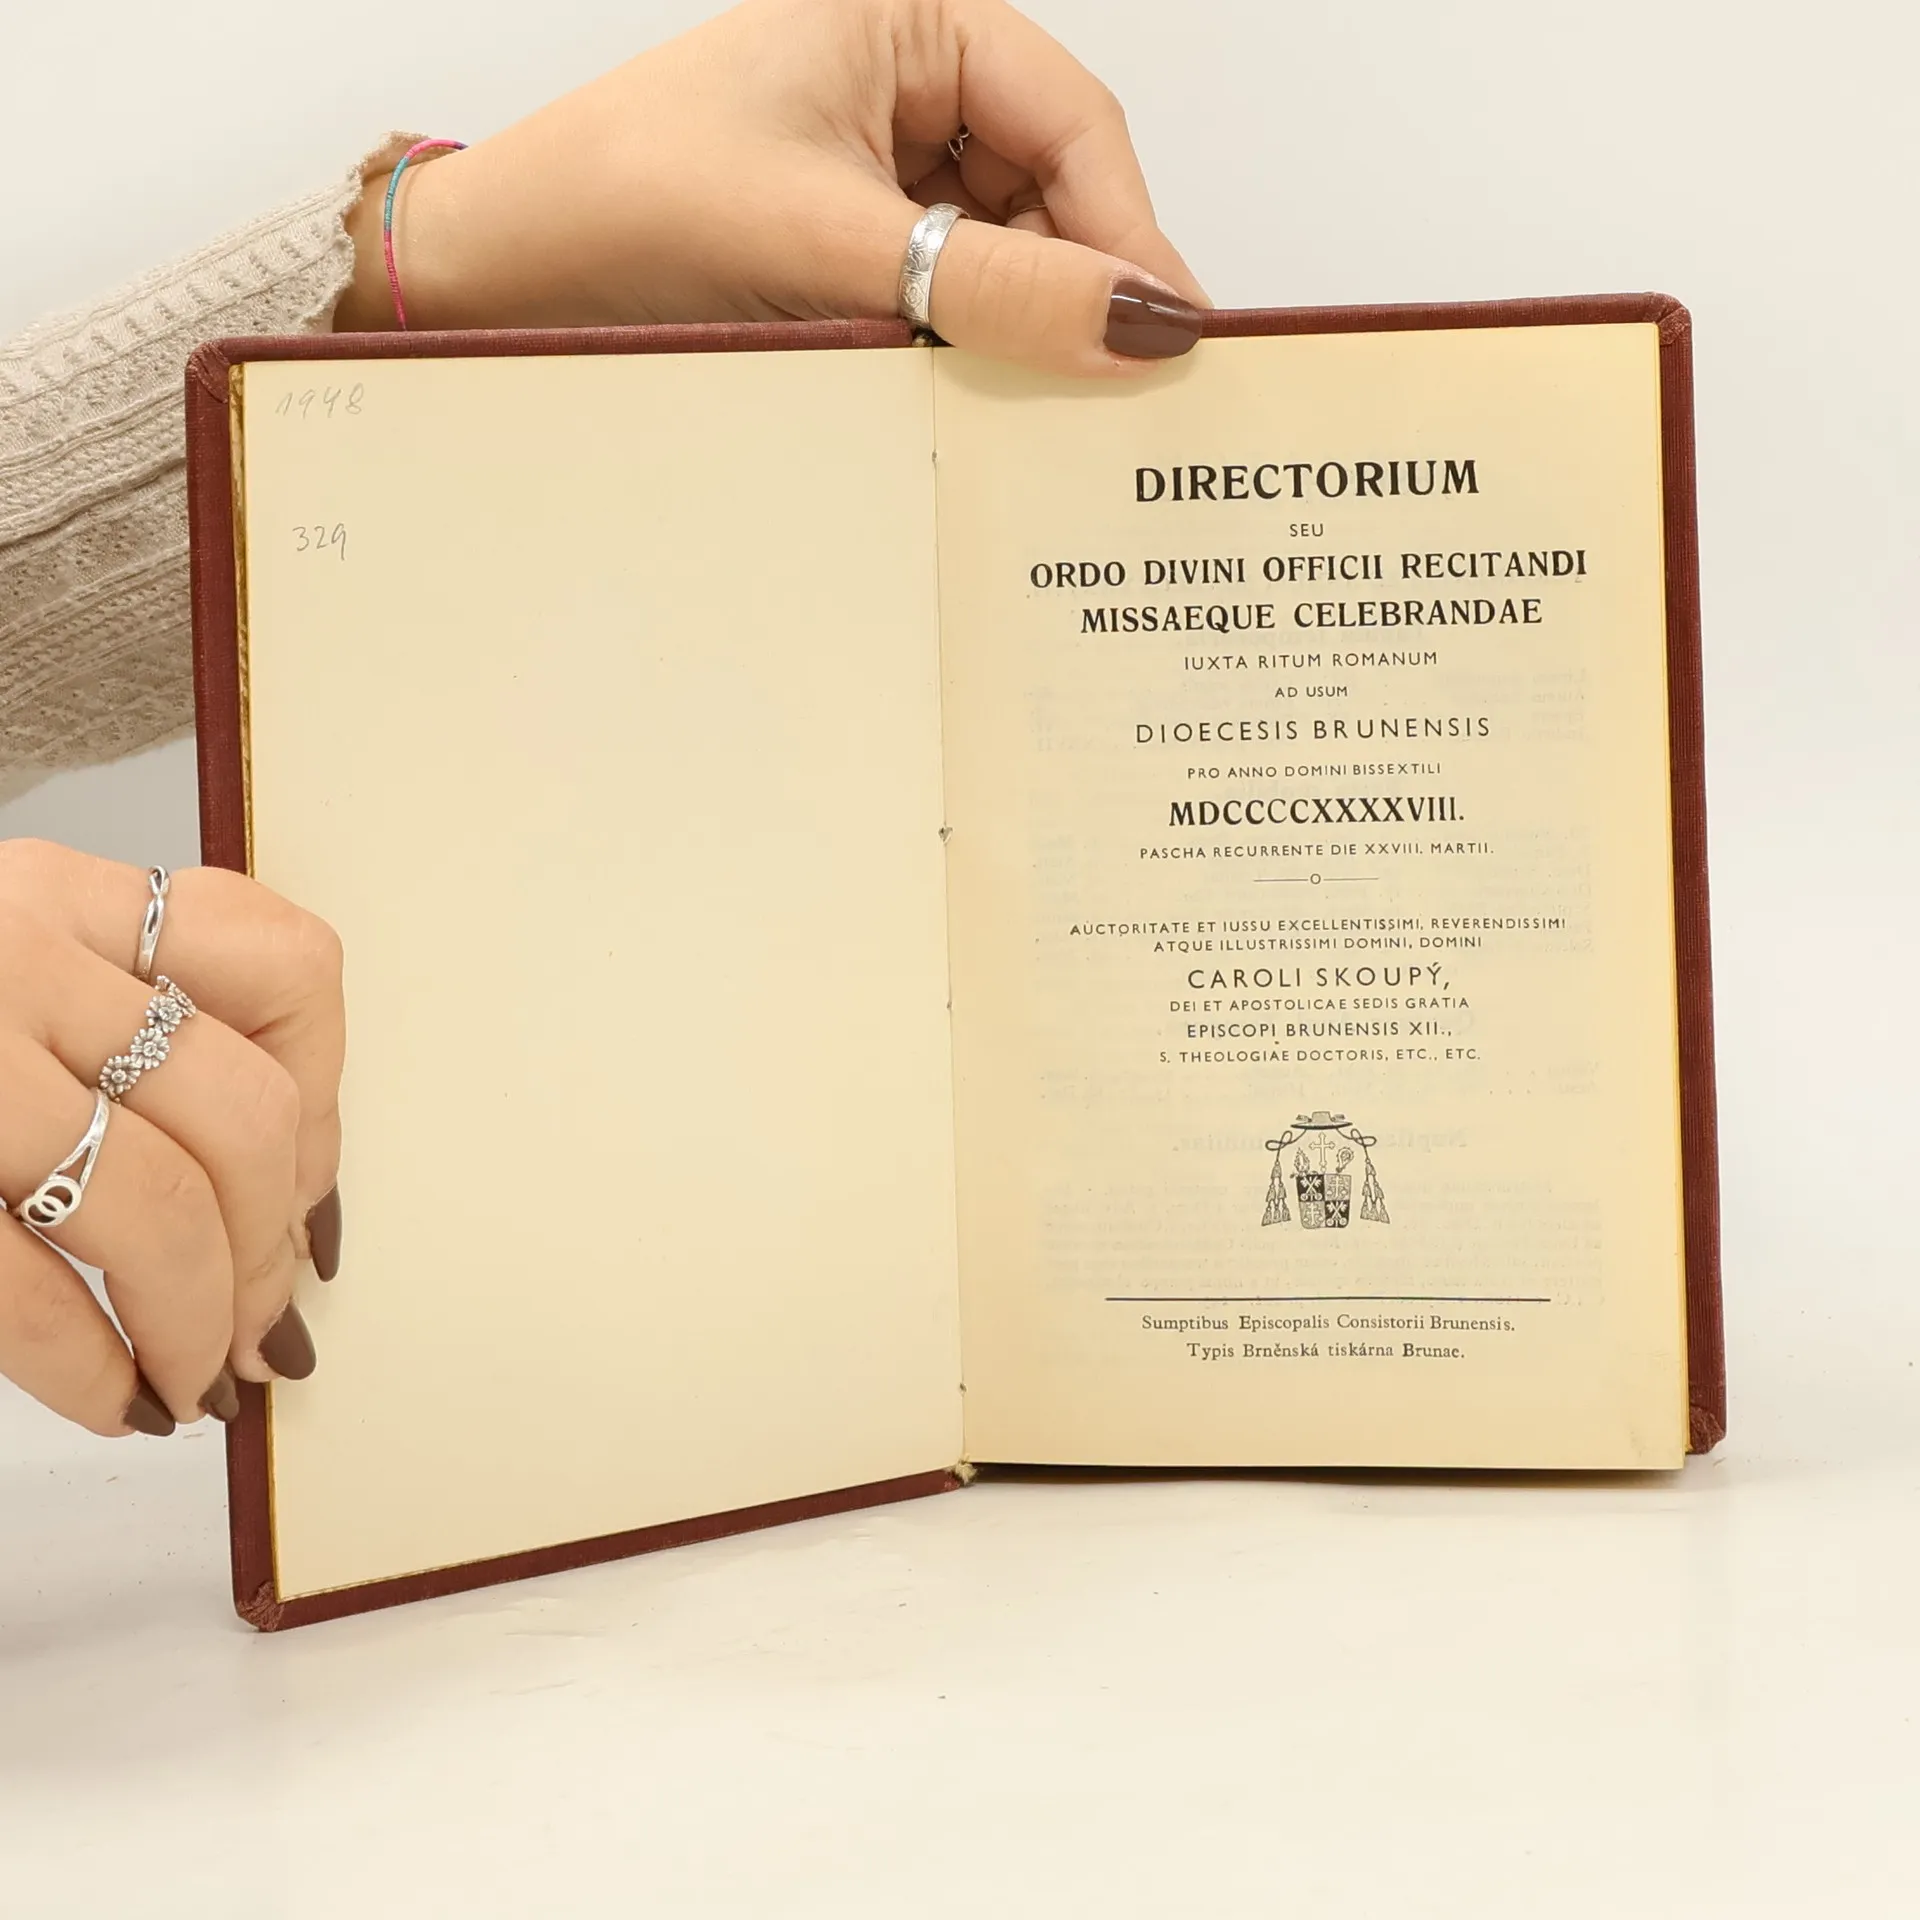 1948
329
DIRECTORIUM
SEU
ORDO DIVINI OFFICII RECITANDI
MISSAEQUE CELEBRANDAE
IUXTA RITUM ROMANUM
AD USUM
DIOECESIS BRUNENSIS
PRO ANNO DOMINI BISSEXTILI
MDCCCCXXXXVIII.
PASCHA RECURRENTE DIE XXVIII. MARTII.
AUCTORITATE ET IUSSU EXCELLENTISSIMI, REVERENDISSIMI
ATQUE ILLUSTRISSIMI DOMINI, DOMINI
CAROLI SKOUPÝ,
DEI ET APOSTOLICAE SEDIS GRATIA
EPISCOPI BRUNENSIS XII.,
S. THEOLOGIAE DOCTORIS, ETC., ETC.
Sumptibus Episcopalis Consistorii Brunensis.
Typis Brněnská tiskárna Brunae.